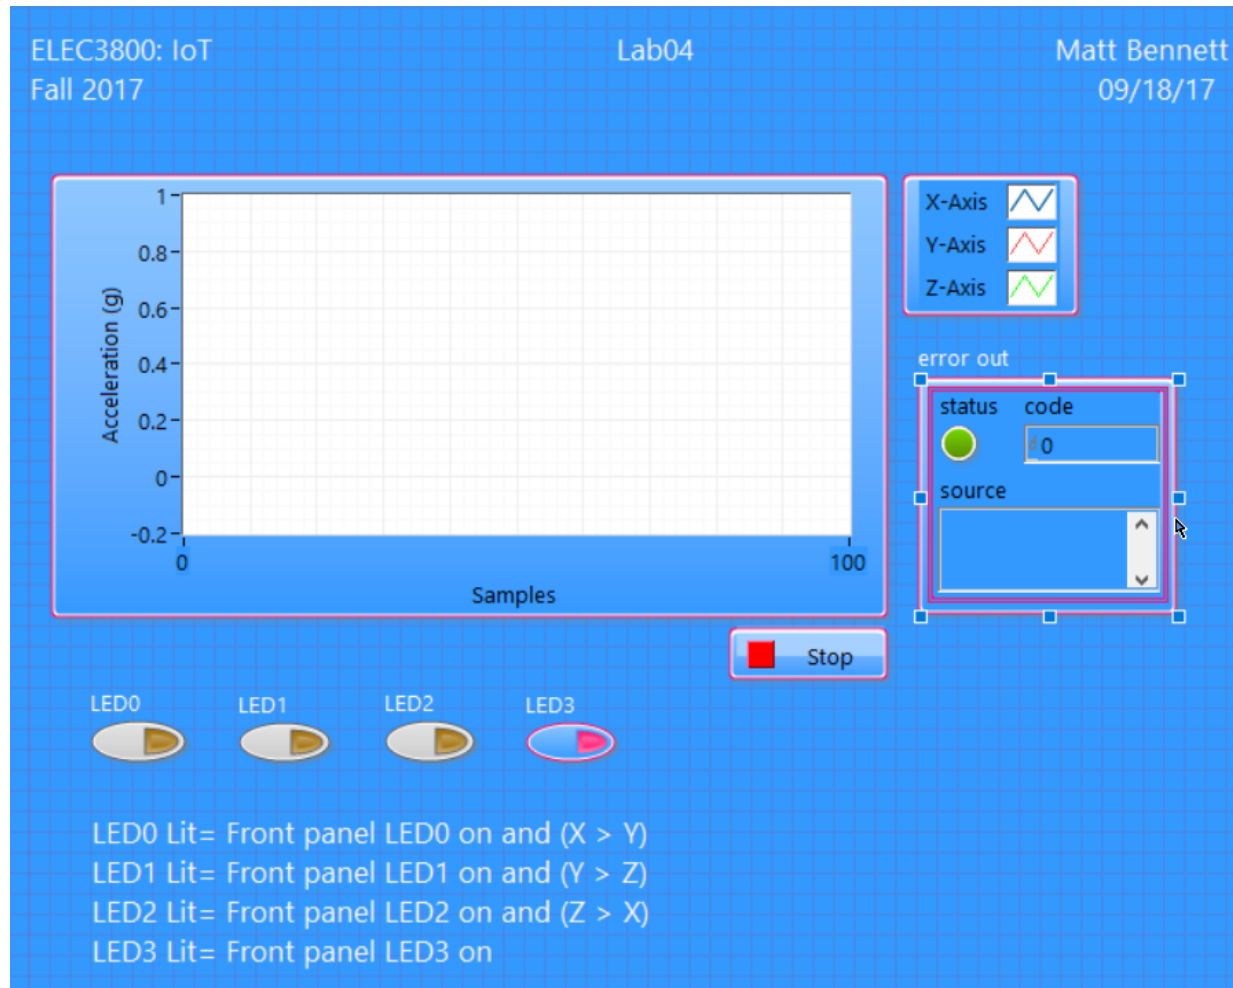 ELEC3800: IoT Lab04 Matt Bennett
Fall 2017 09/18/17
1
0.8
0.6
0.4
0.2
0
-0.2
Acceleration (g)
0 100
Samples
X-Axis
Y-Axis
Z-Axis
error out
status code
d 0
source
Stop
LED0 LED1 LED2 LED3
LED0 Lit= Front panel LED0 on and (X > Y)
LED1 Lit= Front panel LED1 on and (Y > Z)
LED2 Lit= Front panel LED2 on and (Z > X)
LED3 Lit= Front panel LED3 on